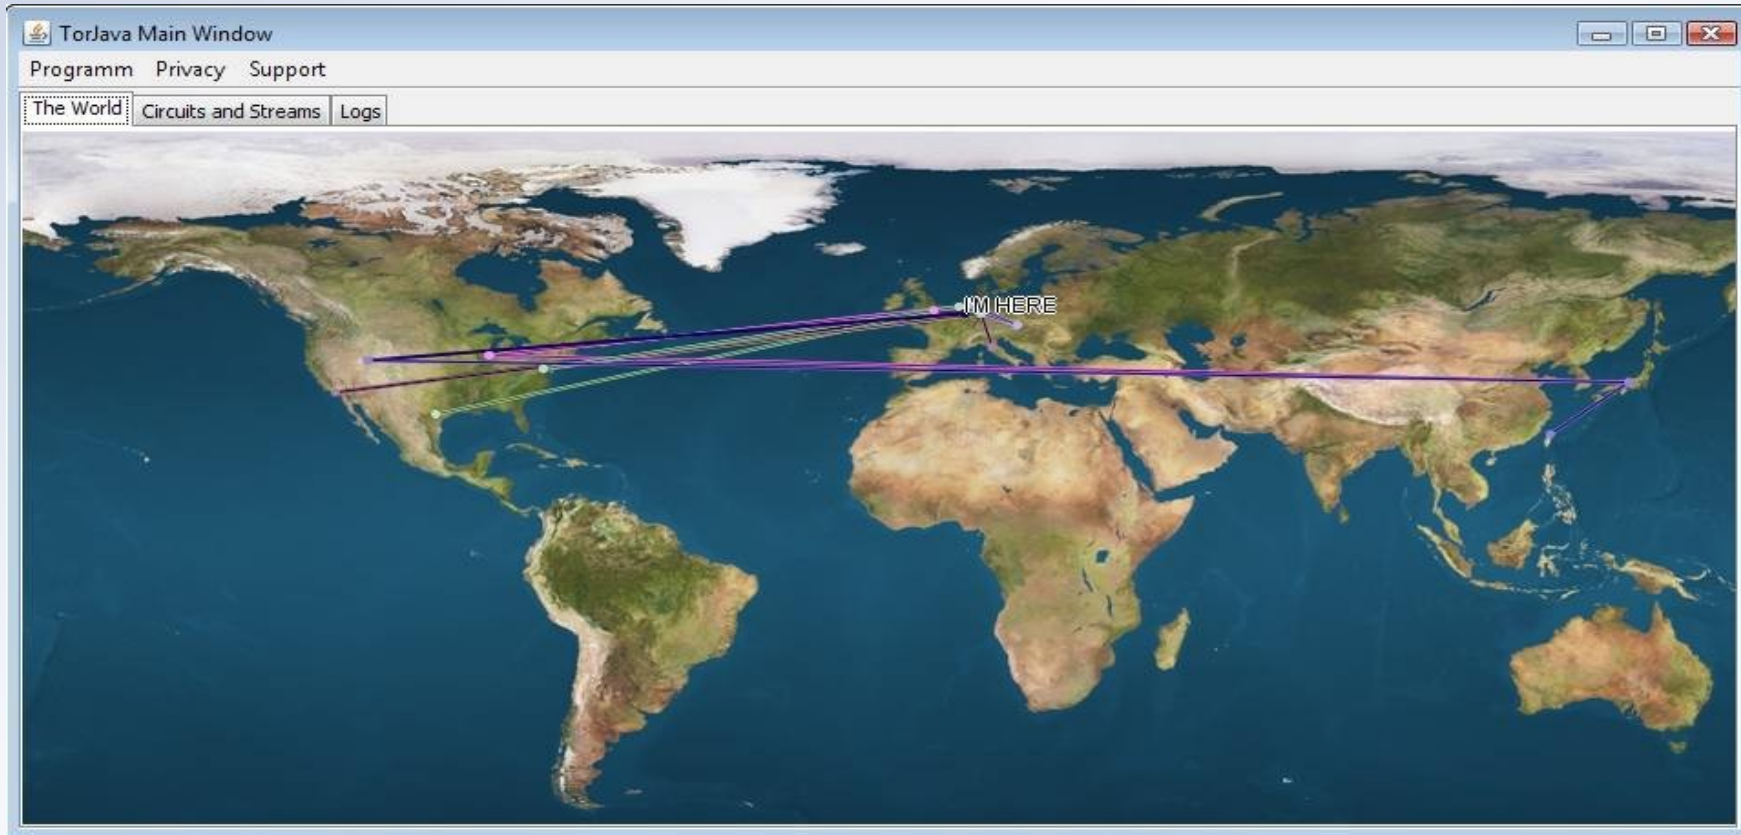 TorJava Main Window
Programm Privacy Support
The World Circuits and Streams Logs
I'M HERE